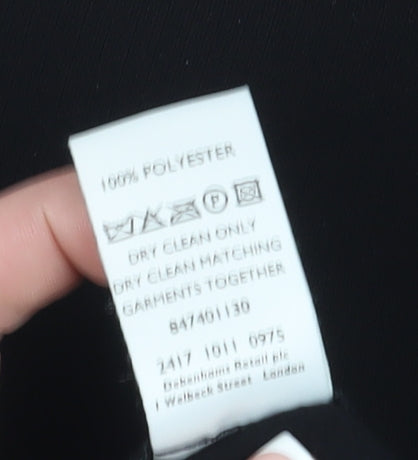 100% POLYESTER
P
DRY CLEAN ONLY
DRY CLEAN MATCHING
GARMENTS TOGETHER
847401130
2417 1011 0975
Debenhams Retail plc
1 Welbeck Street London